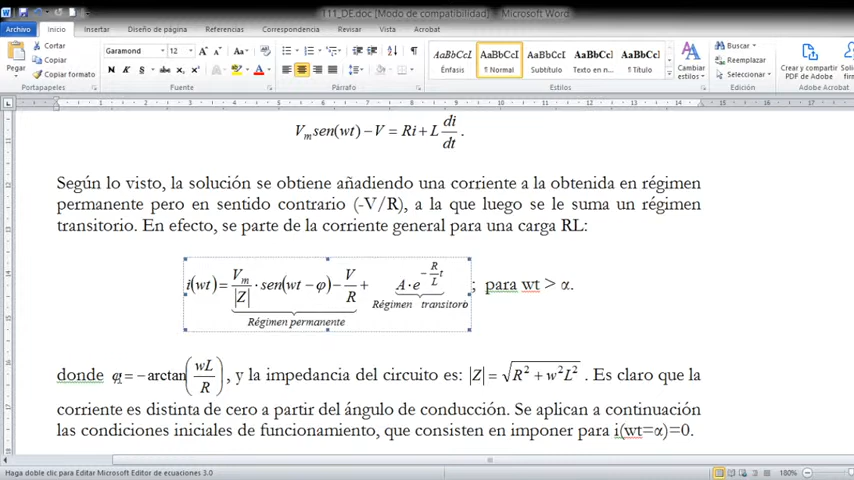 T11_DE.doc [Modo de compatibilidad] - Microsoft Word
Archivo Inicio Insertar Diseño de página Referencias Correspondencia Revisar Vista Acrobat
Pegar Cortar Copiar Copiar formato
Portapapeles
Garamond 12
N K S abc x₂ x²
Fuente
Párrafo
AaBbCcI AaBbCcI AaBbCcI AaBbCcI AaBbCcI
Énfasis ¶ Normal Subtítulo Texto en n... ¶ Título
Estilos
Cambiar estilos
Buscar
Reemplazar
Seleccionar
Edición
Crear y compartir PDF de Adobe
V_m sen(wt) − V = Ri + L di/dt .
Según lo visto, la solución se obtiene añadiendo una corriente a la obtenida en régimen
permanente pero en sentido contrario (-V/R), a la que luego se le suma un régimen
transitorio. En efecto, se parte de la corriente general para una carga RL:
i(wt) = V_m/|Z| · sen(wt − φ) − V/R + A · e^(−(R/L)t) ; para wt > α.
Régimen permanente Régimen transitorio
donde φ = −arctan(wL/R), y la impedancia del circuito es: |Z| = √(R² + w²L²) . Es claro que la
corriente es distinta de cero a partir del ángulo de conducción. Se aplican a continuación
las condiciones iniciales de funcionamiento, que consisten en imponer para i(wt=α)=0.
Haga doble clic para Editar Microsoft Editor de ecuaciones 3.0
180%